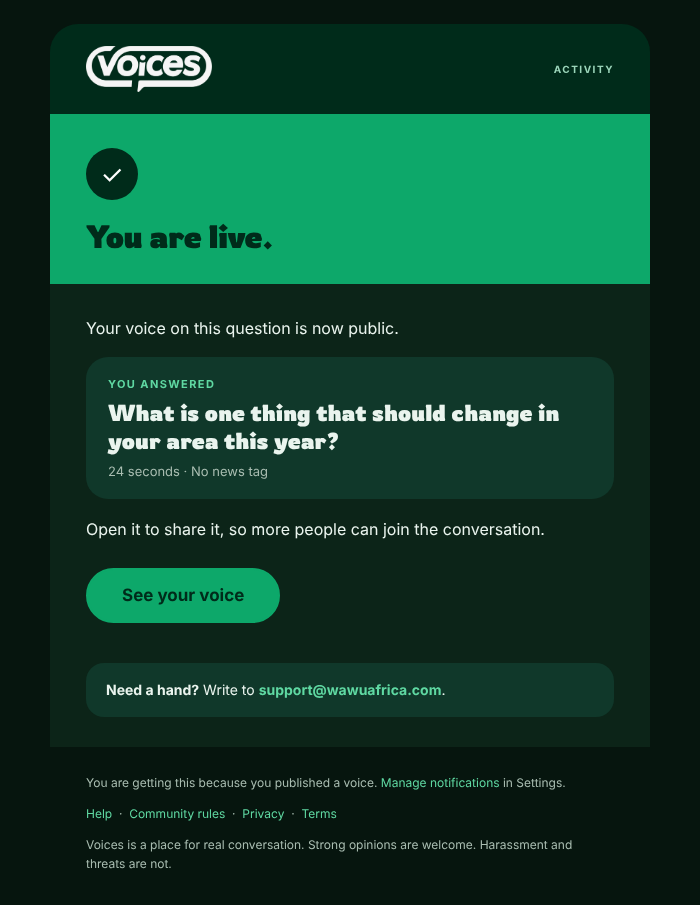 Voices
ACTIVITY
You are live.
Your voice on this question is now public.
YOU ANSWERED
What is one thing that should change in
your area this year?
24 seconds · No news tag
Open it to share it, so more people can join the conversation.
See your voice
Need a hand? Write to support@wawuafrica.com.
You are getting this because you published a voice. Manage notifications in Settings.
Help · Community rules · Privacy · Terms
Voices is a place for real conversation. Strong opinions are welcome. Harassment and
threats are not.